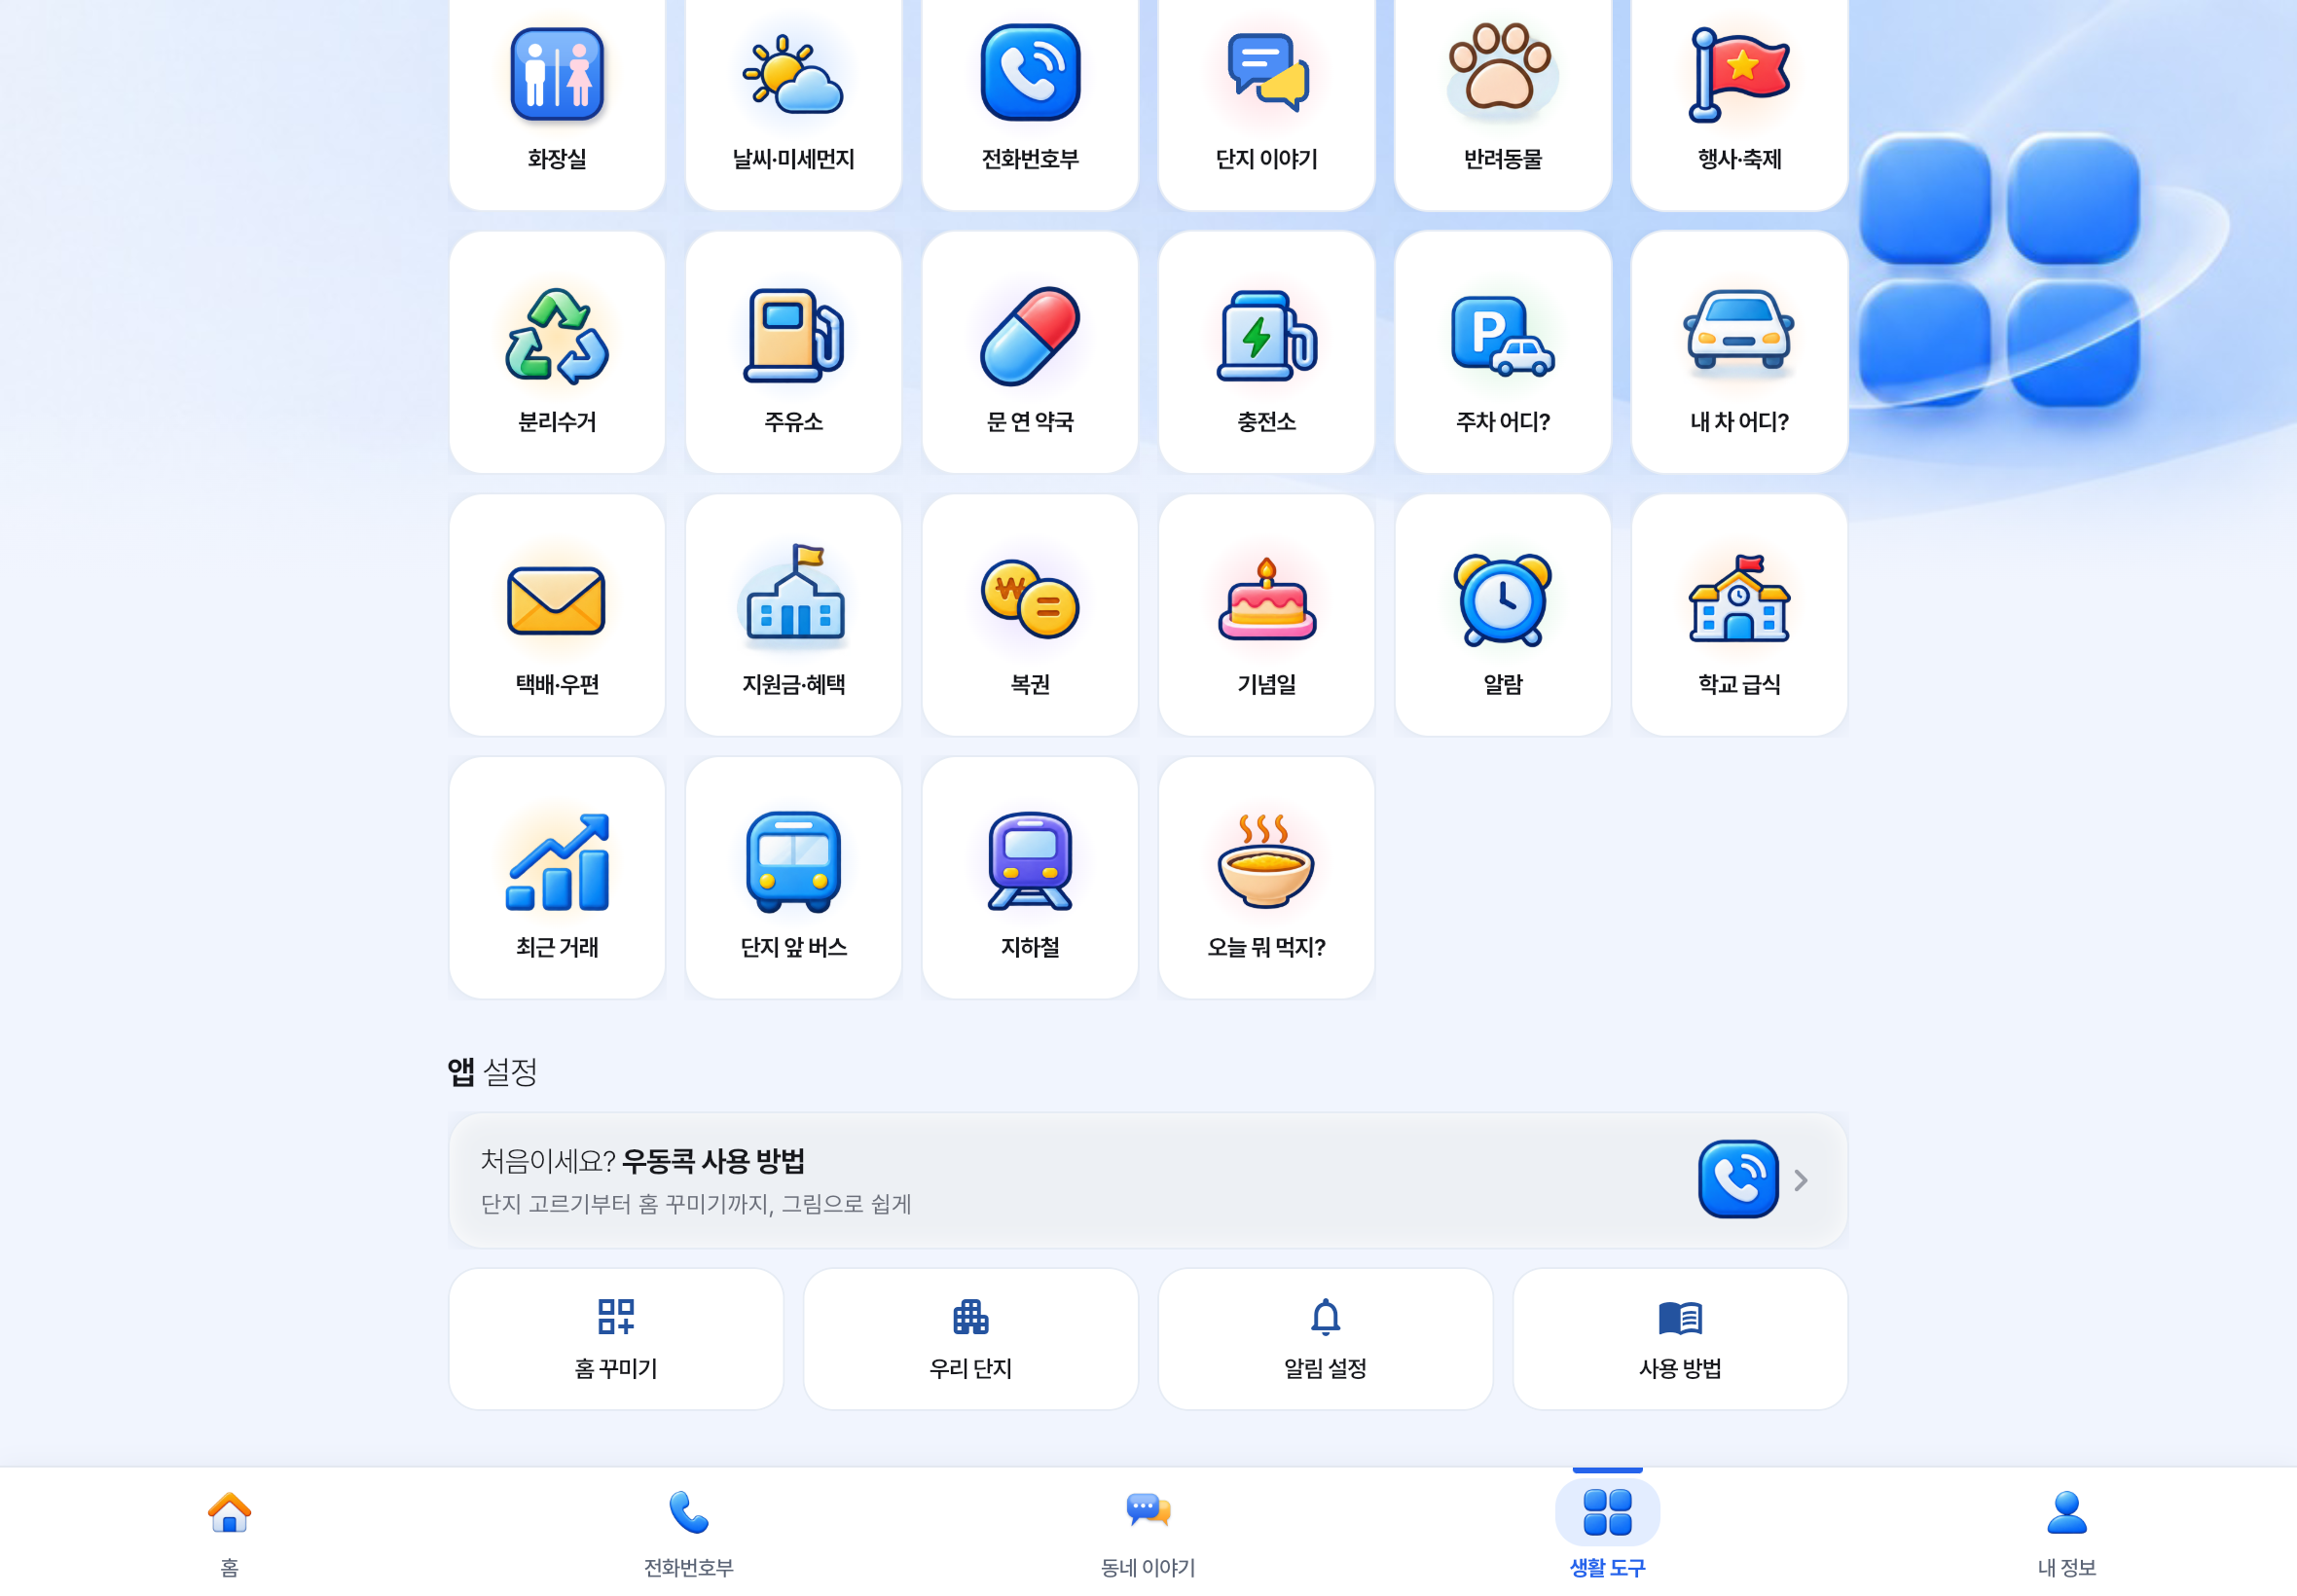 화장실
날씨·미세먼지
전화번호부
단지 이야기
반려동물
행사·축제
분리수거
주유소
문 연 약국
충전소
P
주차 어디?
내 차 어디?
택배·우편
지원금·혜택
₩
복권
기념일
알람
학교 급식
최근 거래
단지 앞 버스
지하철
오늘 뭐 먹지?
앱 설정
처음이세요? 우동콕 사용 방법
단지 고르기부터 홈 꾸미기까지, 그림으로 쉽게
홈 꾸미기
우리 단지
알림 설정
사용 방법
홈
전화번호부
동네 이야기
생활 도구
내 정보